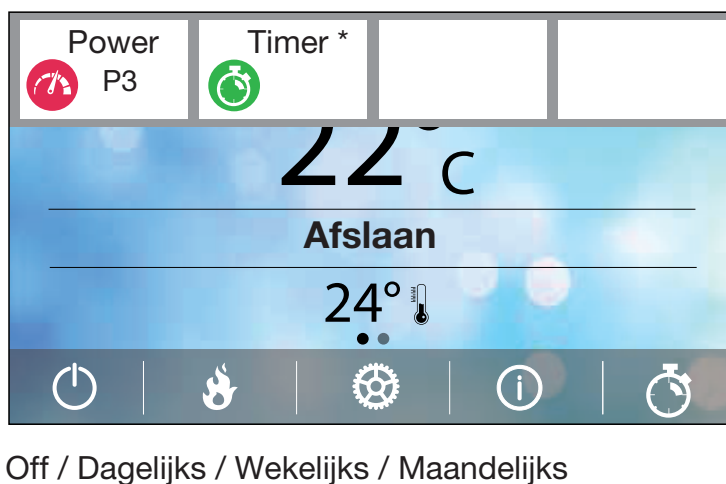 Power
P3
Timer *
22°
C
Afslaan
24°
Off / Dagelijks / Wekelijks / Maandelijks